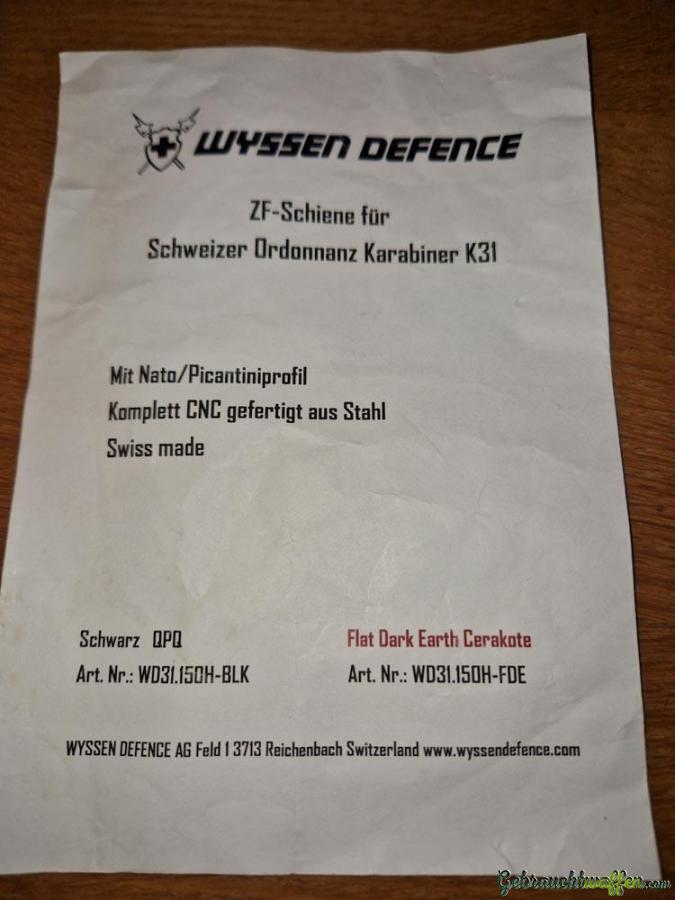 WYSSEN DEFENCE
ZF-Schiene für
Schweizer Ordonnanz Karabiner K31
Mit Nato/Picantiniprofil
Komplett CNC gefertigt aus Stahl
Swiss made
Schwarz QPQ
Art. Nr.: WD31.150H-BLK
Flat Dark Earth Cerakote
Art. Nr.: WD31.150H-FDE
WYSSEN DEFENCE AG Feld 1 3713 Reichenbach Switzerland www.wyssendefence.com
Gebrauchtwaffen.com